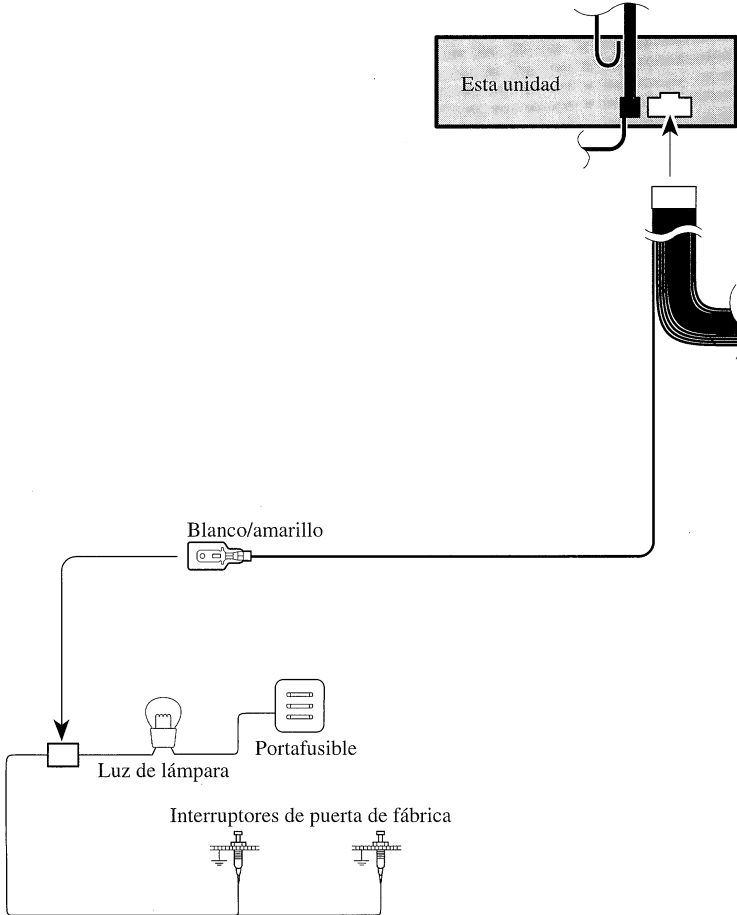 Esta unidad
Blanco/amarillo
Portafusible
Luz de lámpara
Interruptores de puerta de fábrica